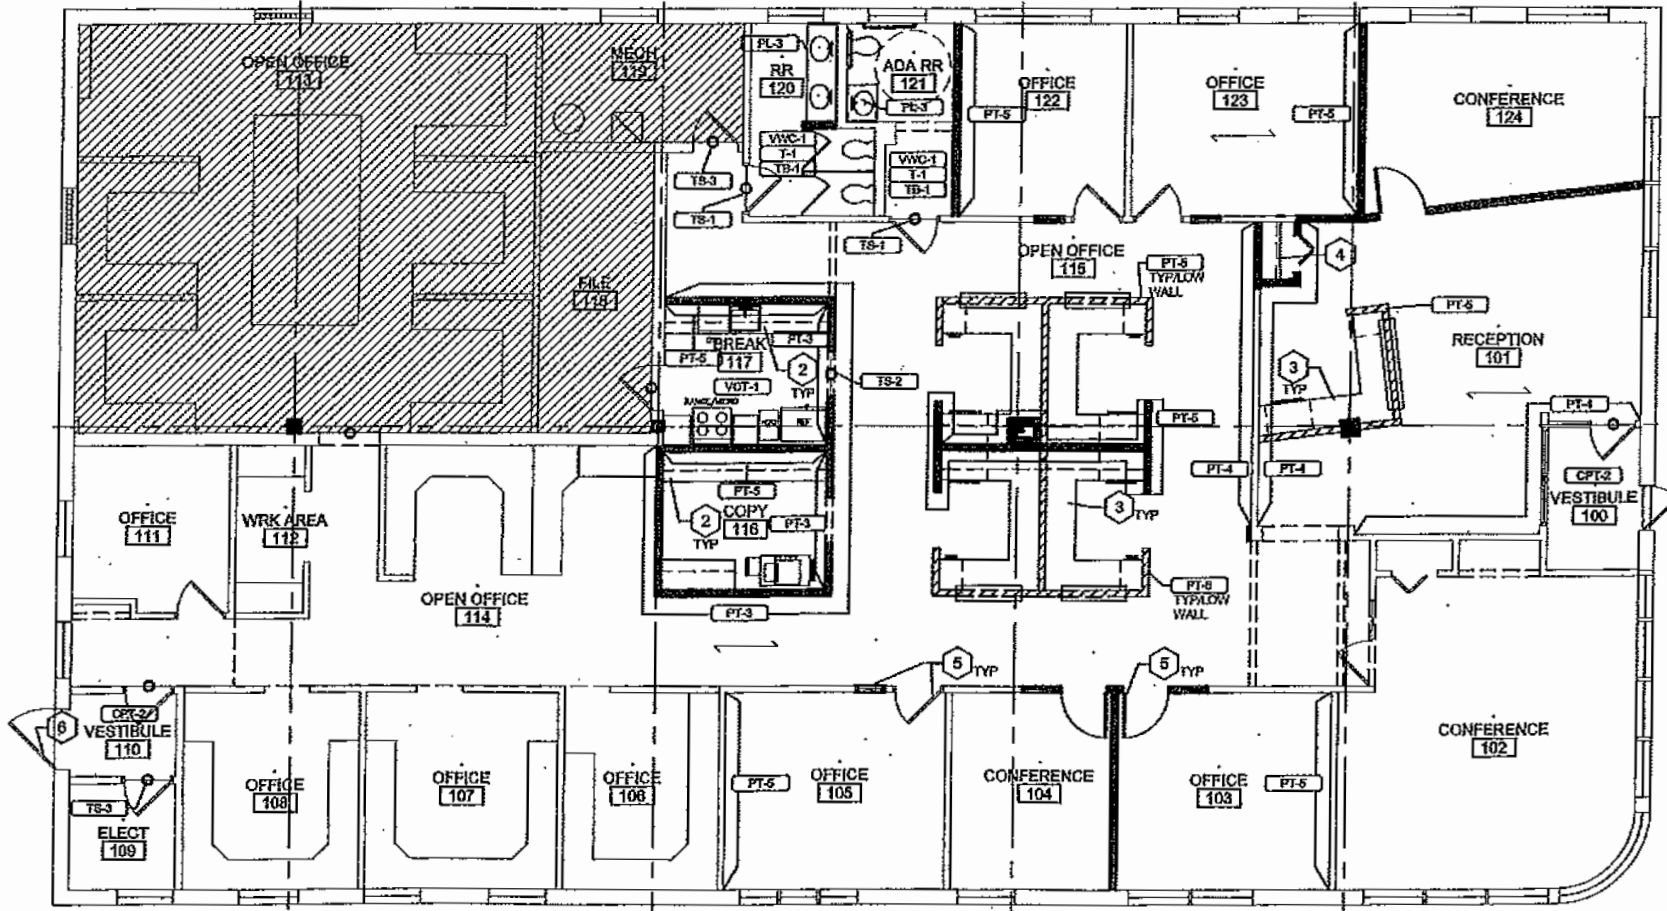 OPEN OFFICE
113
MECH
119
PL-3
RR
120
ADA RR
121
PL-3
OFFICE
122
PT-5
OFFICE
123
PT-5
CONFERENCE
124
VWC-1
T-1
TB-1
VWC-1
T-1
TB-1
TS-3
TS-1
TS-1
OPEN OFFICE
115
PT-6
TYP/LOW
WALL
4
PT-6
RECEPTION
101
FILE
118
PT-3
BREAK
PT-5
117
2
TYP
VCT-1
TS-2
RANGE/MICRO
REF
3
TYP
PT-4
PT-5
PT-4
PT-4
CPT-2
VESTIBULE
100
OFFICE
111
WRK AREA
112
PT-5
COPY
116
PT-3
2
TYP
3
TYP
OPEN OFFICE
114
PT-3
PT-6
TYP/LOW
WALL
5
TYP
5
TYP
CPT-2
6
VESTIBULE
110
TS-3
ELECT
109
OFFICE
108
OFFICE
107
OFFICE
106
PT-5
OFFICE
105
CONFERENCE
104
OFFICE
103
PT-5
CONFERENCE
102